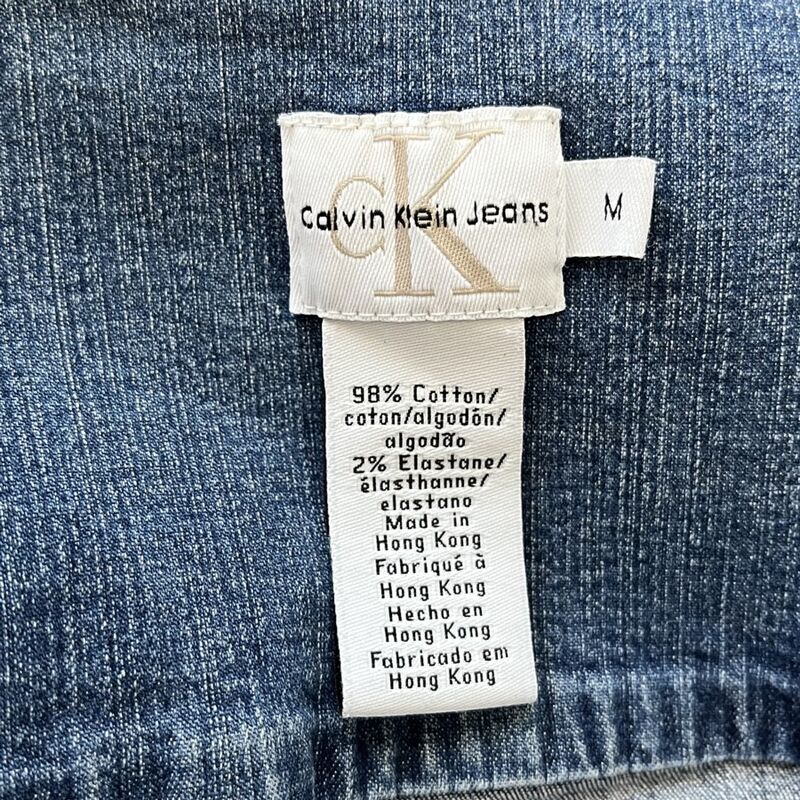 CK
Calvin Klein Jeans
M
98% Cotton/
coton/algodón/
algodão
2% Elastane/
élasthanne/
elastano
Made in
Hong Kong
Fabriqué à
Hong Kong
Hecho en
Hong Kong
Fabricado em
Hong Kong